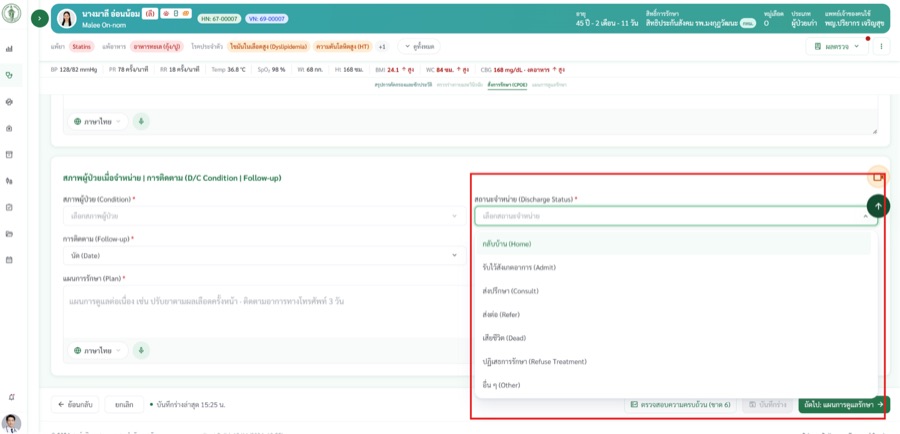 นางมาลี อ่อนน้อม
Malee On-nom
HN: 67-00007
VN: 69-00007
อายุ
45 ปี - 2 เดือน - 11 วัน
สิทธิ์การรักษา
สิทธิประกันสังคม รพ.มงกุฎวัฒนะ
หมู่เลือด
O
ประเภท
ผู้ป่วยเก่า
แพทย์เจ้าของคนไข้
พญ.ปริยากร เจริญสุข
แพ้ยา Statins แพ้อาหาร อาหารทะเล (กุ้ง/ปู) โรคประจำตัว ไขมันในเลือดสูง (Dyslipidemia) ความดันโลหิตสูง (HT) +1 ดูทั้งหมด
ผลตรวจ
BP 128/82 mmHg PR 78 ครั้ง/นาที RR 18 ครั้ง/นาที Temp 36.8 °C SpO₂ 98 % Wt 68 กก. Ht 168 ซม. BMI 24.1 ↑ สูง WC 84 ซม. ↑ สูง CBG 168 mg/dL · งดอาหาร ↑ สูง
สั่งการรักษา (CPOE)
ภาษาไทย
สภาพผู้ป่วยเมื่อจำหน่าย | การติดตาม (D/C Condition | Follow-up)
สภาพผู้ป่วย (Condition) *
เลือกสภาพผู้ป่วย
สถานะจำหน่าย (Discharge Status) *
เลือกสถานะจำหน่าย
การติดตาม (Follow-up) *
นัด (Date)
กลับบ้าน (Home)
รับไว้สังเกตอาการ (Admit)
ส่งปรึกษา (Consult)
ส่งต่อ (Refer)
เสียชีวิต (Dead)
ปฏิเสธการรักษา (Refuse Treatment)
อื่น ๆ (Other)
แผนการรักษา (Plan) *
แผนการดูแลต่อเนื่อง เช่น ปรับยาตามผลเลือดครั้งหน้า · ติดตามอาการทางโทรศัพท์ 3 วัน
ภาษาไทย
← ย้อนกลับ
ยกเลิก
บันทึกร่างล่าสุด 15:25 น.
ตรวจสอบความครบถ้วน (ขาด 6)
บันทึกร่าง
ถัดไป: แผนการดูแลรักษา →